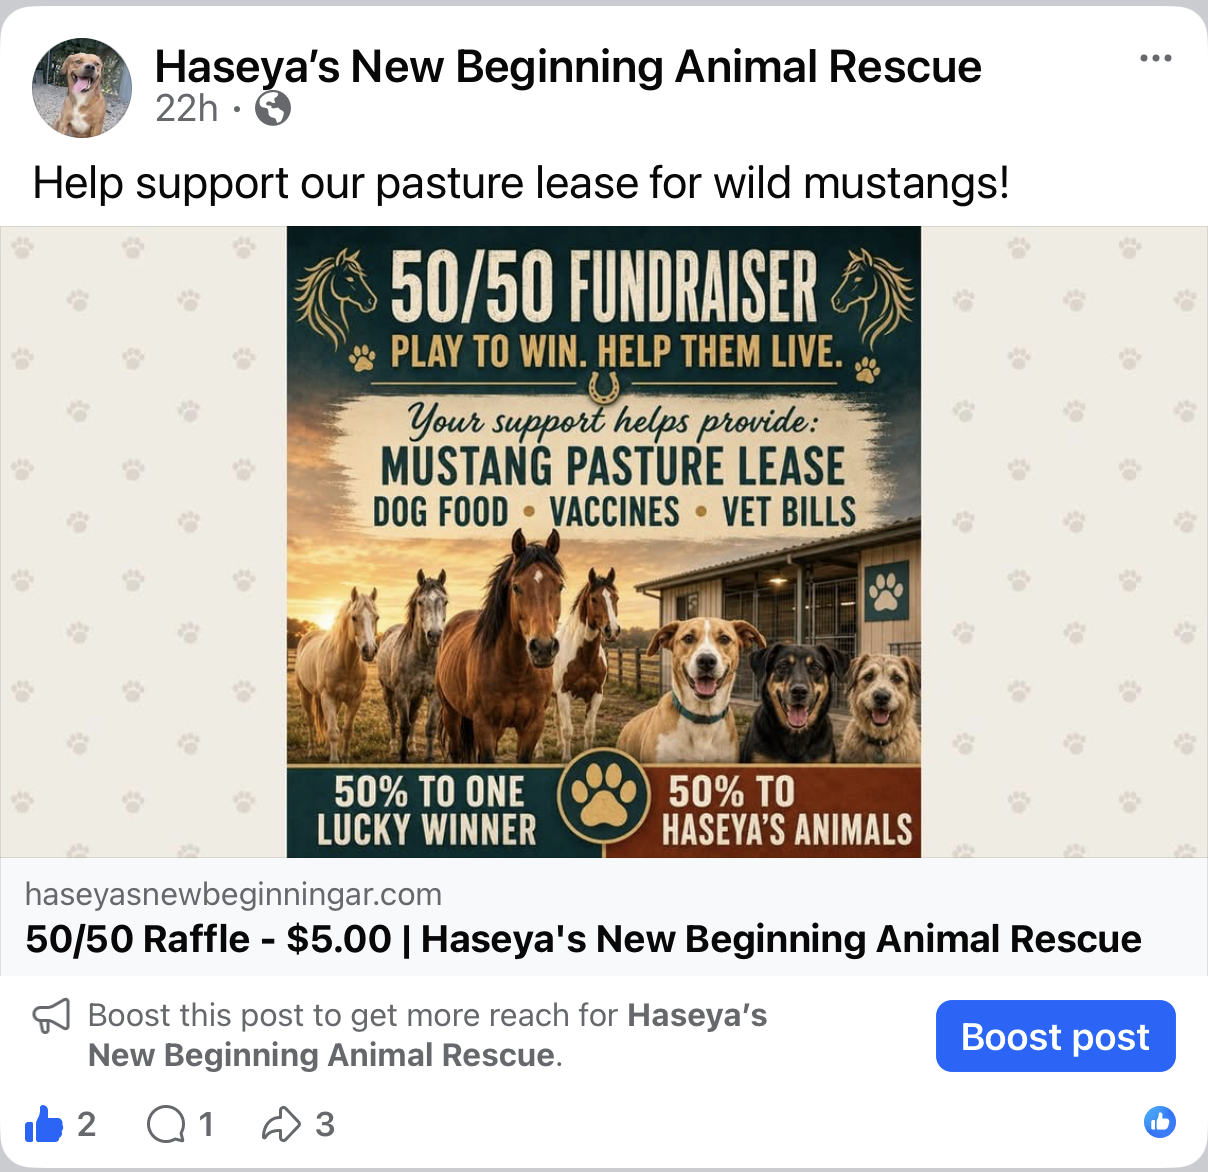 Haseya’s New Beginning Animal Rescue
22h ·
Help support our pasture lease for wild mustangs!
50/50 FUNDRAISER
PLAY TO WIN. HELP THEM LIVE.
Your support helps provide:
MUSTANG PASTURE LEASE
DOG FOOD • VACCINES • VET BILLS
50% TO ONE
LUCKY WINNER
50% TO
HASEYA'S ANIMALS
haseyasnewbeginningar.com
50/50 Raffle - $5.00 | Haseya's New Beginning Animal Rescue
Boost this post to get more reach for Haseya’s
New Beginning Animal Rescue.
Boost post
2 1 3